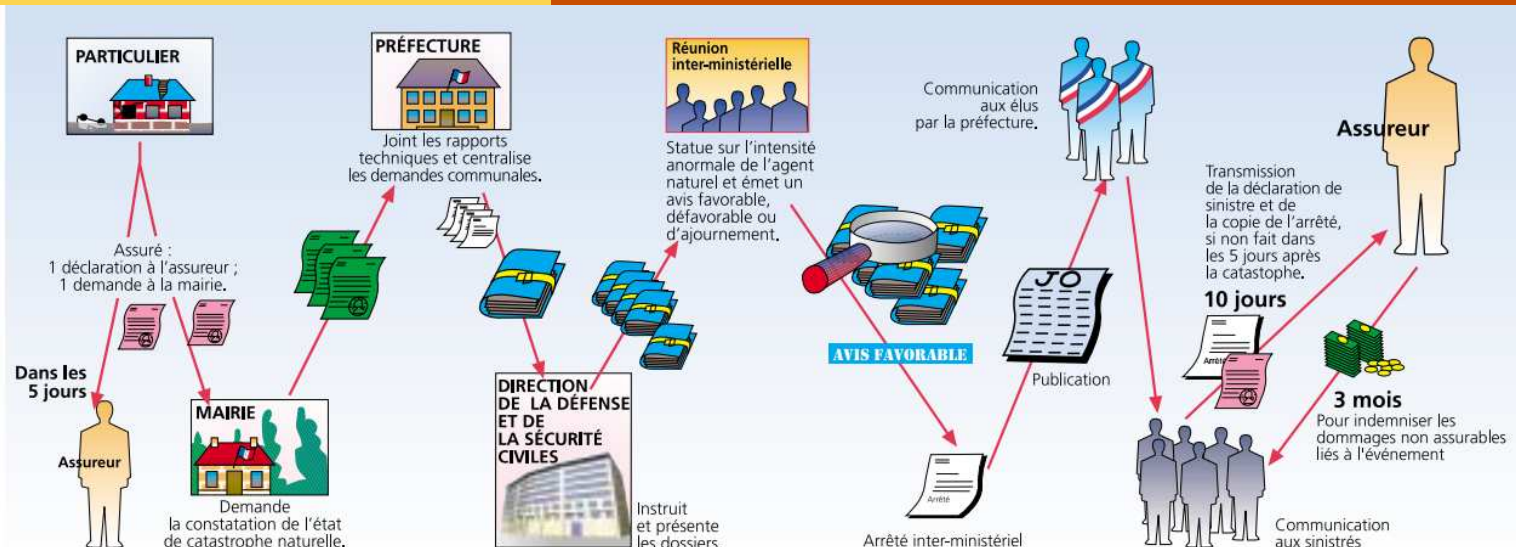 PARTICULIER
Assuré :
1 déclaration à l'assureur ;
1 demande à la mairie.
Dans les
5 jours
Assureur
MAIRIE
Demande
la constatation de l'état
de catastrophe naturelle.
PRÉFECTURE
Joint les rapports
techniques et centralise
les demandes communales.
DIRECTION
DE LA DÉFENSE
ET DE
LA SÉCURITÉ
CIVILES
Instruit
et présente
les dossiers
Réunion
inter-ministérielle
Statue sur l'intensité
anormale de l'agent
naturel et émet un
avis favorable,
défavorable ou
d'ajournement.
AVIS FAVORABLE
Arrêté
Arrêté inter-ministériel
JO
Publication
Communication
aux élus
par la préfecture.
Communication
aux sinistrés
Transmission
de la déclaration de
sinistre et de
la copie de l'arrêté,
si non fait dans
les 5 jours après
la catastophe.
10 jours
Arrêté
Assureur
3 mois
Pour indemniser les
dommages non assurables
liés à l'événement